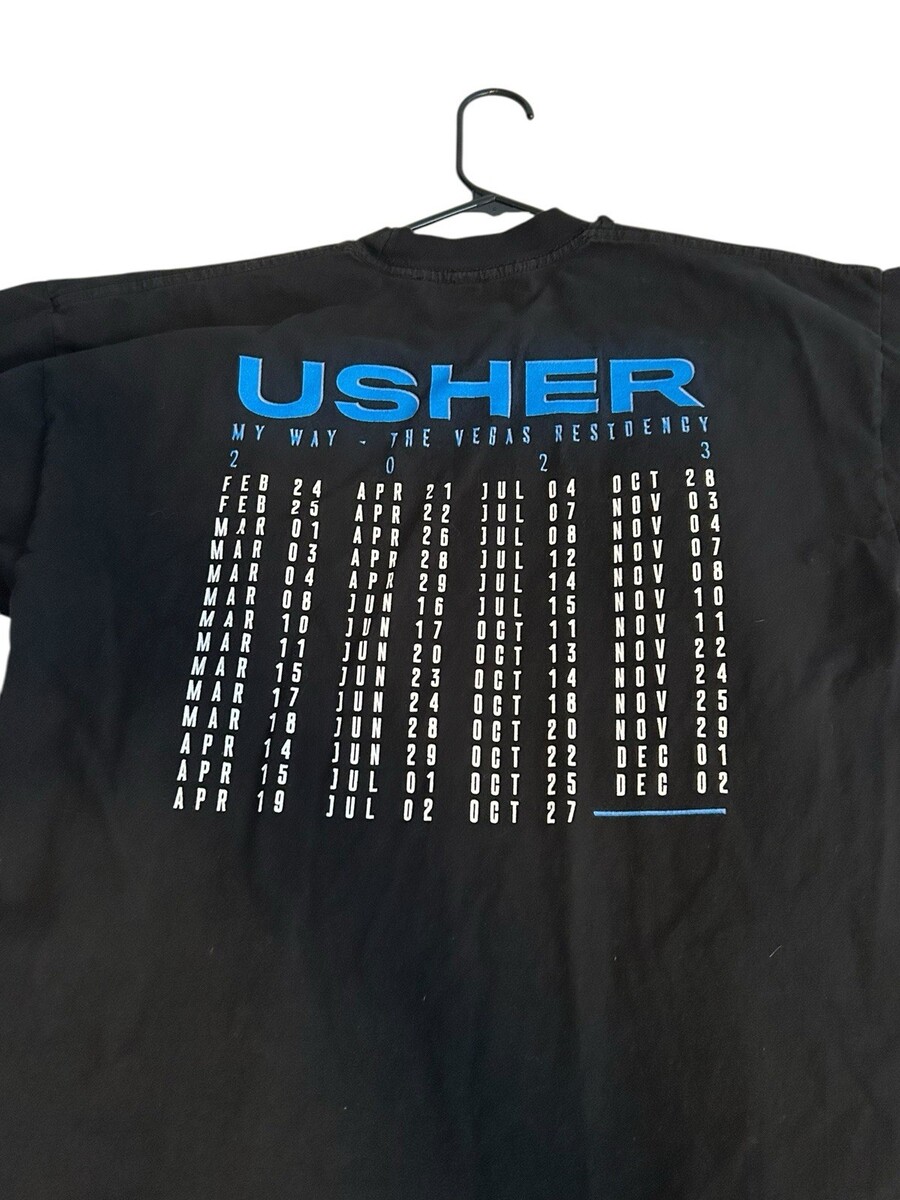 USHER
MY WAY - THE VEGAS RESIDENCY
2 0 2 3
FEB 24 APR 21 JUL 04 OCT 28
FEB 25 APR 22 JUL 07 NOV 03
MAR 01 APR 26 JUL 08 NOV 04
MAR 03 APR 28 JUL 12 NOV 07
MAR 04 APR 29 JUL 14 NOV 08
MAR 08 JUN 16 JUL 15 NOV 10
MAR 10 JUN 17 OCT 11 NOV 11
MAR 11 JUN 20 OCT 13 NOV 22
MAR 15 JUN 23 OCT 14 NOV 24
MAR 17 JUN 24 OCT 18 NOV 25
MAR 18 JUN 28 OCT 20 NOV 29
APR 14 JUN 29 OCT 22 DEC 01
APR 15 JUL 01 OCT 25 DEC 02
APR 19 JUL 02 OCT 27